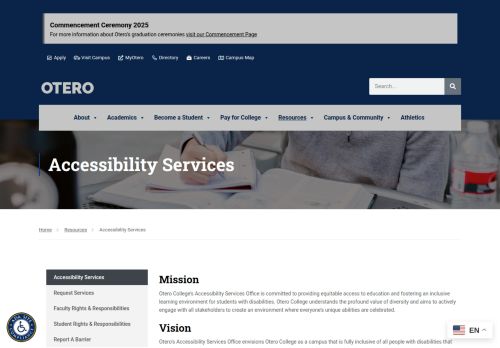 Commencement Ceremony 2025
For more information about Otero's graduation ceremonies visit our Commencement Page
Apply Visit Campus MyOtero Directory Careers Campus Map
OTERO
Search...
About Academics Become a Student Pay for College Resources Campus & Community Athletics
Accessibility Services
Home Resources Accessibility Services
Accessibility Services
Request Services
Faculty Rights & Responsibilities
Student Rights & Responsibilities
Report A Barrier
Mission
Otero College's Accessibility Services Office is committed to providing equitable access to education and fostering an inclusive
learning environment for students with disabilities. Otero College understands the profound value of diversity and aims to actively
engage with all stakeholders to create an environment where everyone's unique abilities are celebrated.
Vision
Otero's Accessibility Services Office envisions Otero College as a campus that is fully inclusive of all people with disabilities that
EN